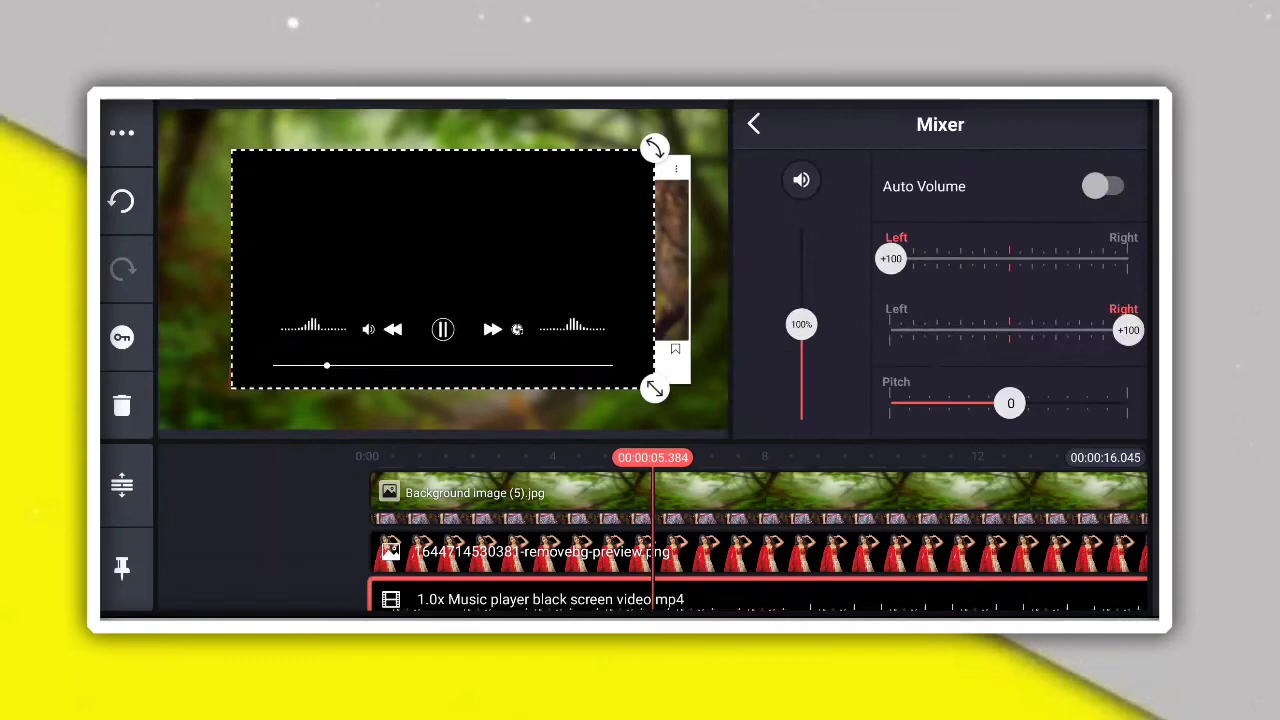 Mixer
Auto Volume
Left
Right
+100
Left
Right
100%
+100
Pitch
0
0:00
4
00:00:05.384
8
12
00:00:16.045
Background image (5).jpg
1644714530381-removebg-preview.png
1.0x Music player black screen video.mp4